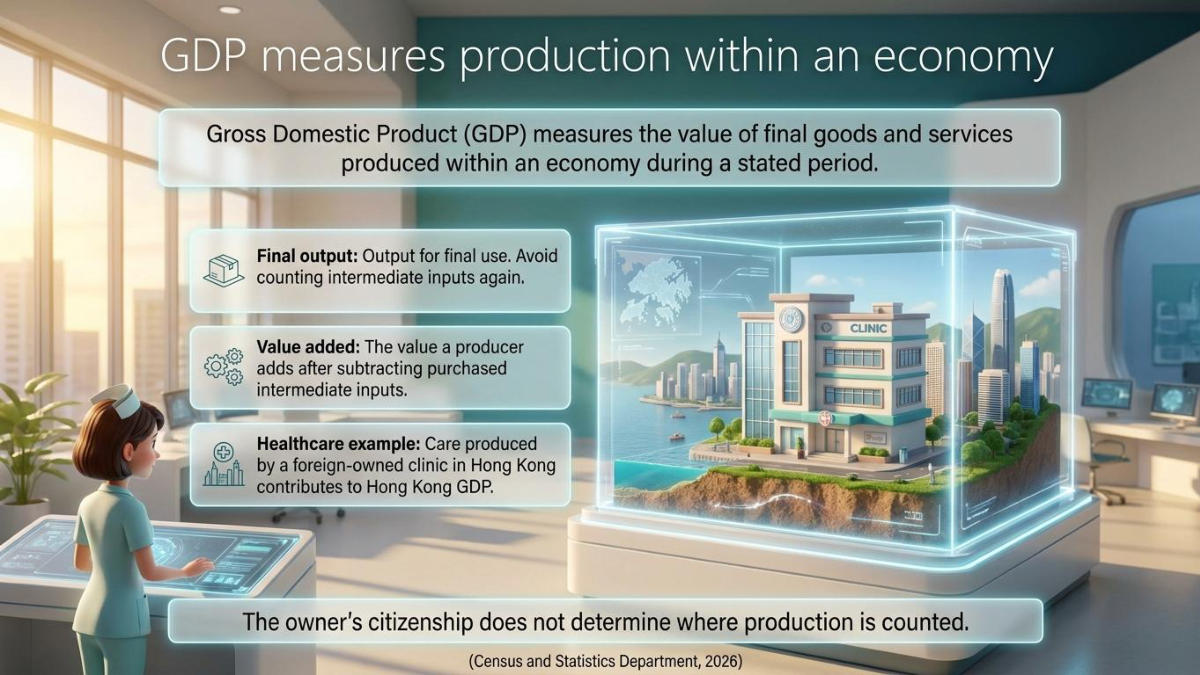 GDP measures production within an economy
Gross Domestic Product (GDP) measures the value of final goods and services
produced within an economy during a stated period.
Final output: Output for final use. Avoid
counting intermediate inputs again.
Value added: The value a producer
adds after subtracting purchased
intermediate inputs.
Healthcare example: Care produced
by a foreign-owned clinic in Hong Kong
contributes to Hong Kong GDP.
CLINIC
The owner's citizenship does not determine where production is counted.
(Census and Statistics Department, 2026)